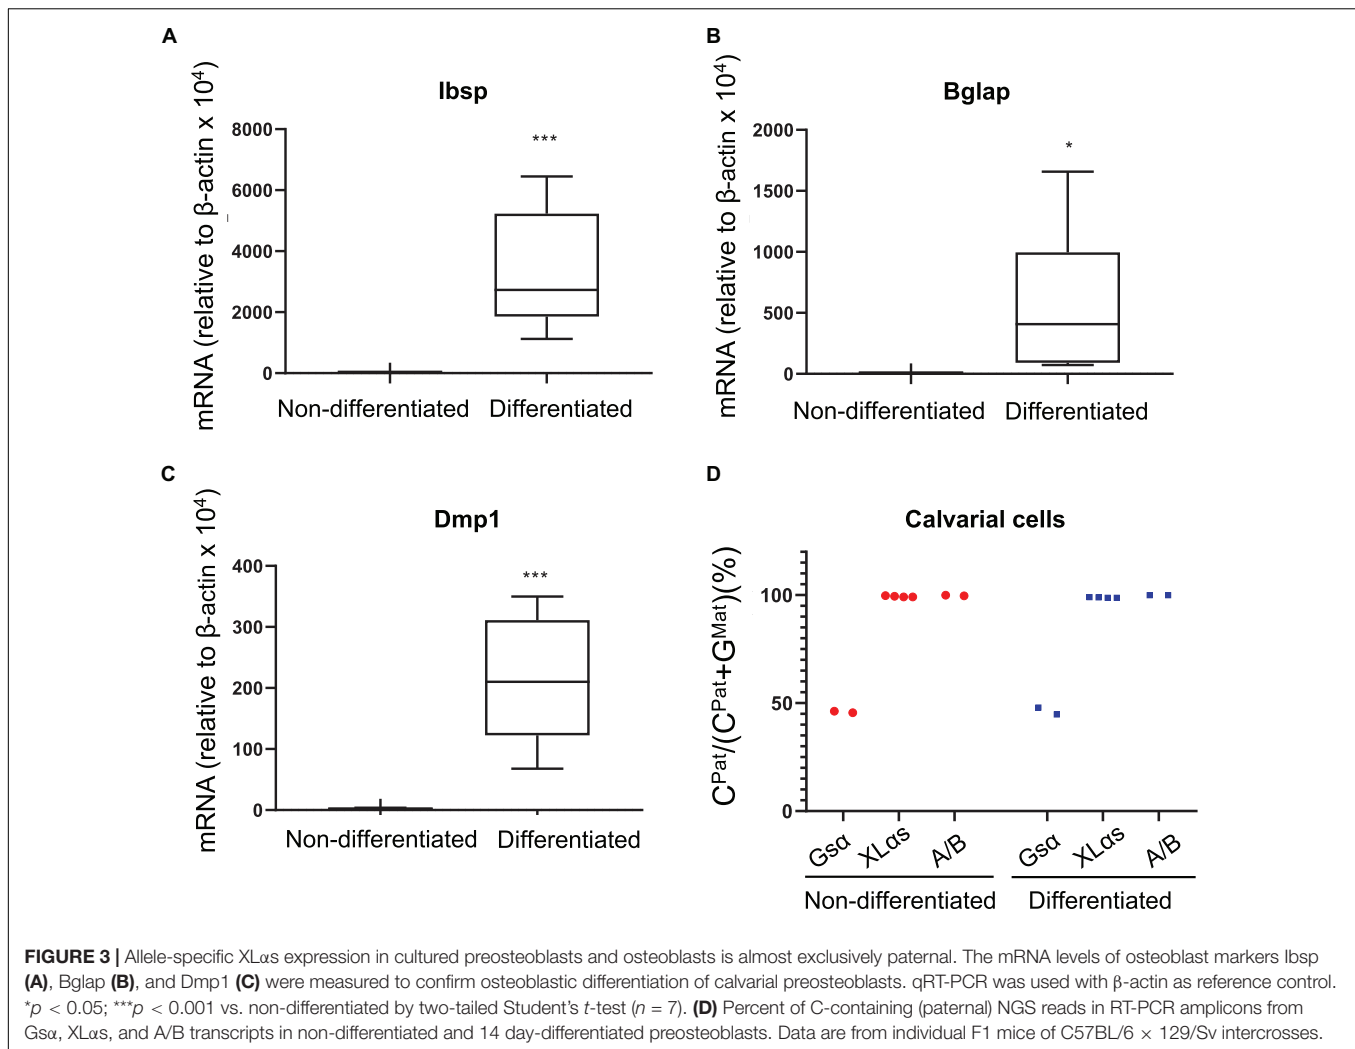 A
Ibsp
mRNA (relative to β-actin x 10⁴)
8000
6000
4000
2000
0
***
Non-differentiated
Differentiated
B
Bglap
mRNA (relative to β-actin x 10⁴)
2000
1500
1000
500
0
*
Non-differentiated
Differentiated
C
Dmp1
mRNA (relative to β-actin x 10⁴)
400
300
200
100
0
***
Non-differentiated
Differentiated
D
Calvarial cells
C^Pat/(C^Pat+G^Mat)(%)
100
50
0
Gsα
XLαs
A/B
Gsα
XLαs
A/B
Non-differentiated
Differentiated
FIGURE 3 | Allele-specific XLαs expression in cultured preosteoblasts and osteoblasts is almost exclusively paternal. The mRNA levels of osteoblast markers Ibsp
(A), Bglap (B), and Dmp1 (C) were measured to confirm osteoblastic differentiation of calvarial preosteoblasts. qRT-PCR was used with β-actin as reference control.
*p < 0.05; ***p < 0.001 vs. non-differentiated by two-tailed Student's t-test (n = 7). (D) Percent of C-containing (paternal) NGS reads in RT-PCR amplicons from
Gsα, XLαs, and A/B transcripts in non-differentiated and 14 day-differentiated preosteoblasts. Data are from individual F1 mice of C57BL/6 × 129/Sv intercrosses.